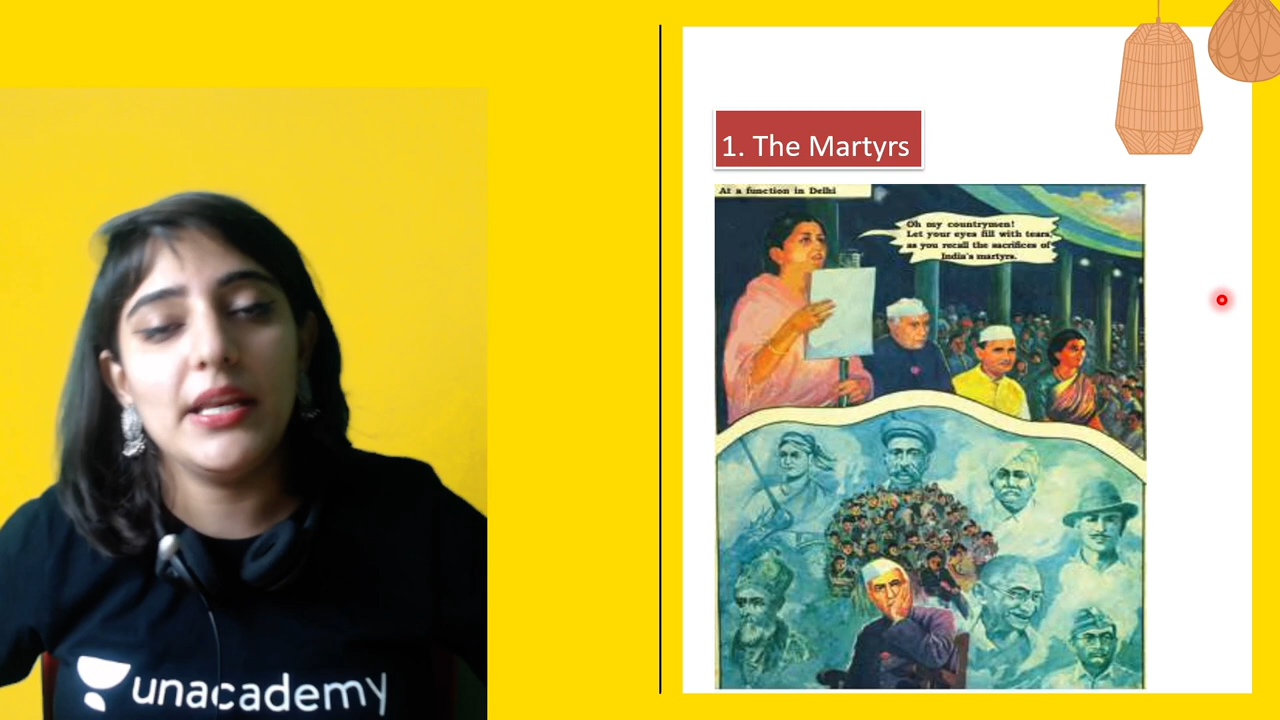 1. The Martyrs
At a function in Delhi
Oh my countrymen!
Let your eyes fill with tears,
as you recall the sacrifices of
India's martyrs.
unacademy